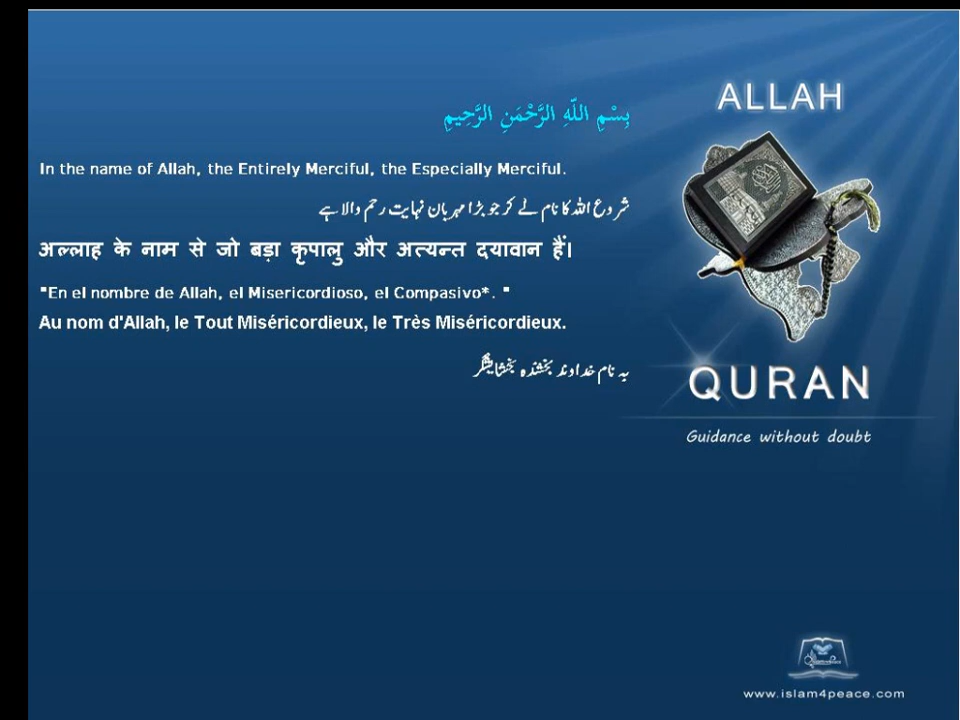 بِسْمِ اللّهِ الرَّحْمَنِ الرَّحِيمِ
In the name of Allah, the Entirely Merciful, the Especially Merciful.
شروع اللہ کا نام لے کر جو بڑا مہربان نہایت رحم والا ہے
अल्लाह के नाम से जो बड़ा कृपालु और अत्यन्त दयावान हैं।
"En el nombre de Allah, el Misericordioso, el Compasivo*. "
Au nom d'Allah, le Tout Miséricordieux, le Très Miséricordieux.
به نام خداوند بخشنده بخشایشگر
ALLAH
QURAN
Guidance without doubt
www.islam4peace.com